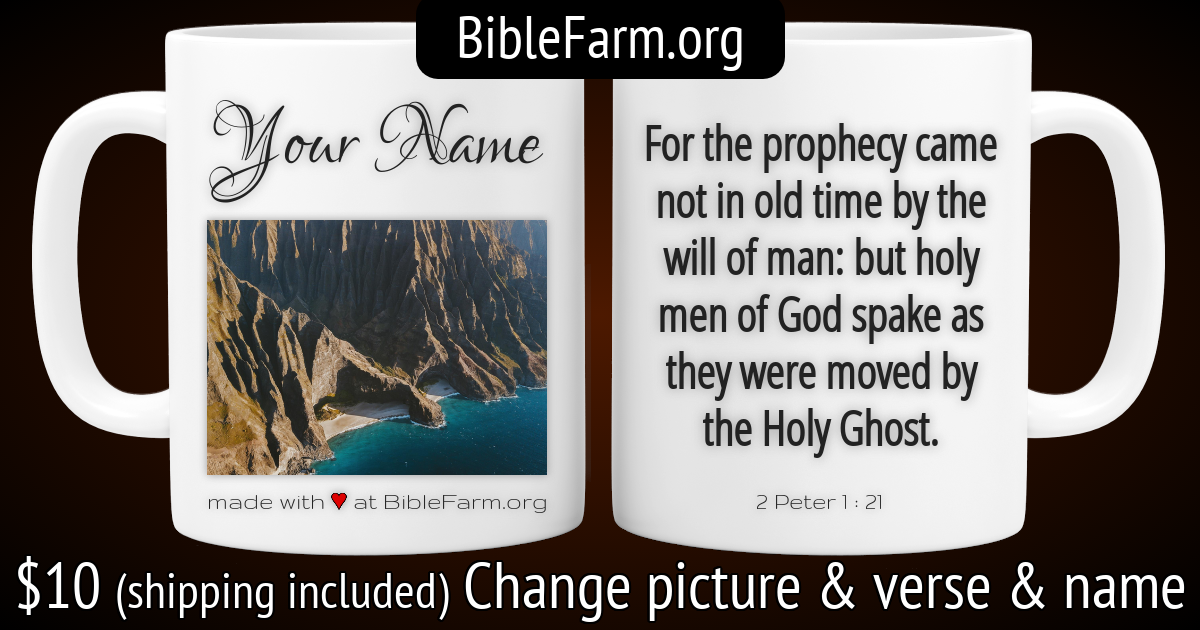 BibleFarm.org
Your Name
made with ♥ at BibleFarm.org
For the prophecy came
not in old time by the
will of man: but holy
men of God spake as
they were moved by
the Holy Ghost.
2 Peter 1 : 21
$10 (shipping included) Change picture & verse & name